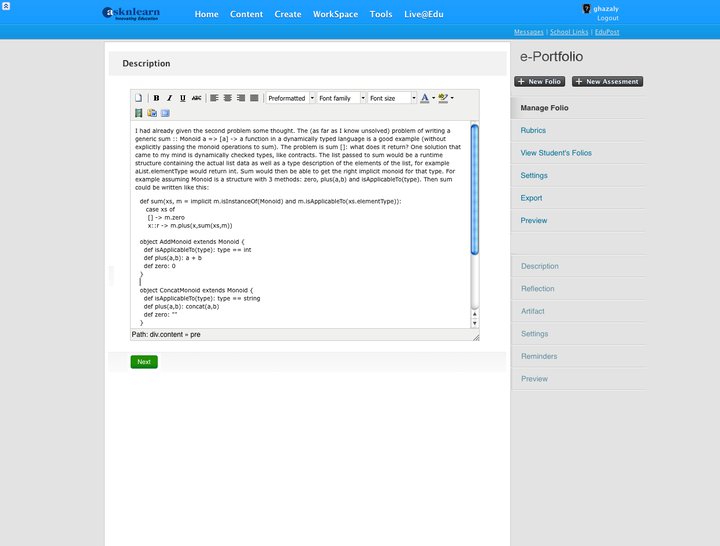 asknlearn
Innovating Education
Home Content Create WorkSpace Tools Live@Edu
ghazaly
Logout
Messages | School Links | EduPost
Description
B I U ABC Preformatted Font family Font size A ab
I had already given the second problem some thought. The (as far as I know unsolved) problem of writing a
generic sum :: Monoid a => [a] -> a function in a dynamically typed language is a good example (without
explicitly passing the monoid operations to sum). The problem is sum []: what does it return? One solution that
came to my mind is dynamically checked types, like contracts. The list passed to sum would be a runtime
structure containing the actual list data as well as a type description of the elements of the list, for example
aList.elementType would return int. Sum would then be able to get the right implicit monoid for that type. For
example assuming Monoid is a structure with 3 methods: zero, plus(a,b) and isApplicableTo(type). Then sum
could be written like this:
def sum(xs, m = implicit m.isInstanceOf(Monoid) and m.isApplicableTo(xs.elementType)):
case xs of
[] -> m.zero
x::r -> m.plus(x,sum(xs,m))
object AddMonoid extends Monoid {
def isApplicableTo(type): type == int
def plus(a,b): a + b
def zero: 0
}
object ConcatMonoid extends Monoid {
def isApplicableTo(type): type == string
def plus(a,b): concat(a,b)
def zero: ""
}
Path: div.content » pre
Next
e-Portfolio
+ New Folio + New Assesment
Manage Folio
Rubrics
View Student's Folios
Settings
Export
Preview
Description
Reflection
Artifact
Settings
Reminders
Preview